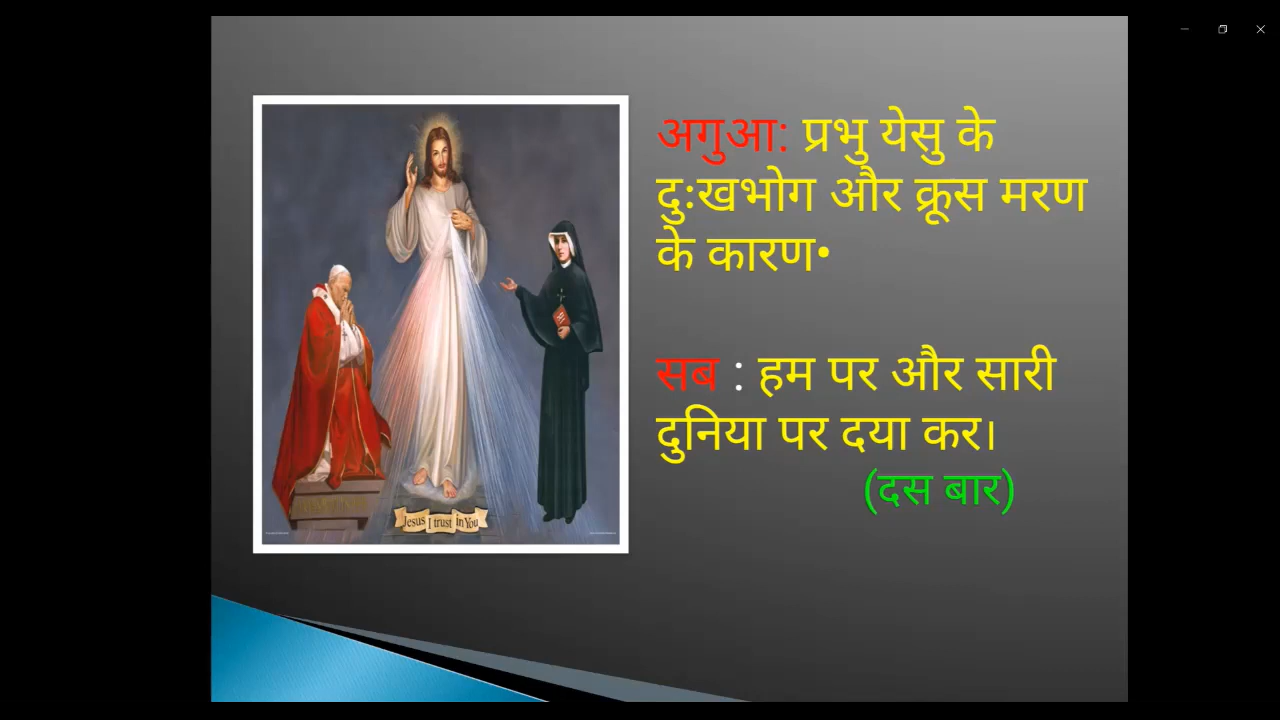 अगुआ: प्रभु येसु के
दुःखभोग और क्रूस मरण
के कारण•
सब : हम पर और सारी
दुनिया पर दया कर।
(दस बार)
Jesus I trust in You